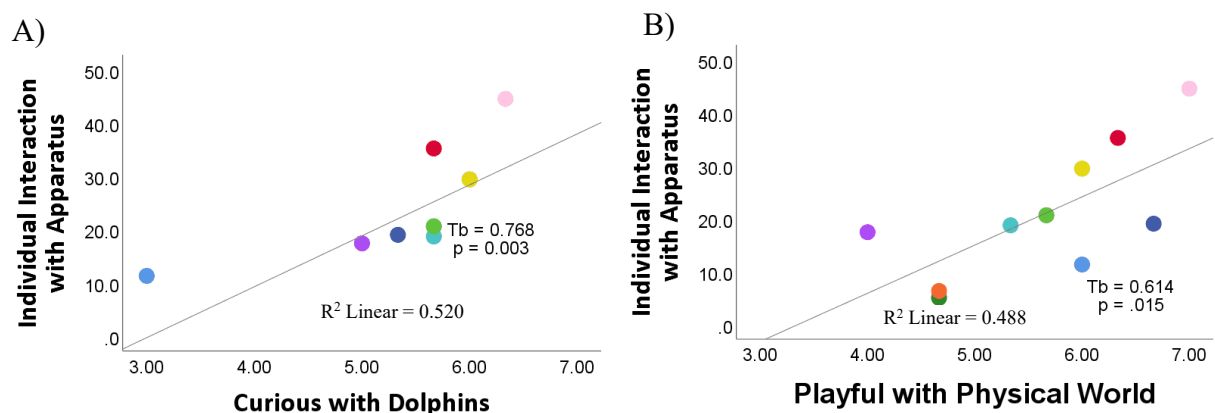 A)
Individual Interaction
with Apparatus
50.0
40.0
30.0
20.0
10.0
.0
Tb = 0.768
p = 0.003
R² Linear = 0.520
3.00 4.00 5.00 6.00 7.00
Curious with Dolphins
B)
Individual Interaction
with Apparatus
50.0
40.0
30.0
20.0
10.0
.0
Tb = 0.614
p = .015
R² Linear = 0.488
3.00 4.00 5.00 6.00 7.00
Playful with Physical World